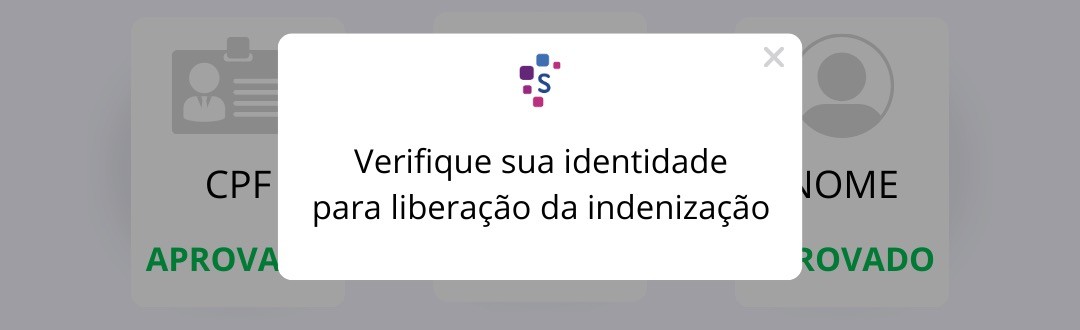 S
Verifique sua identidade
para liberação da indenização
CPF
NOME
APROVA
ROVADO